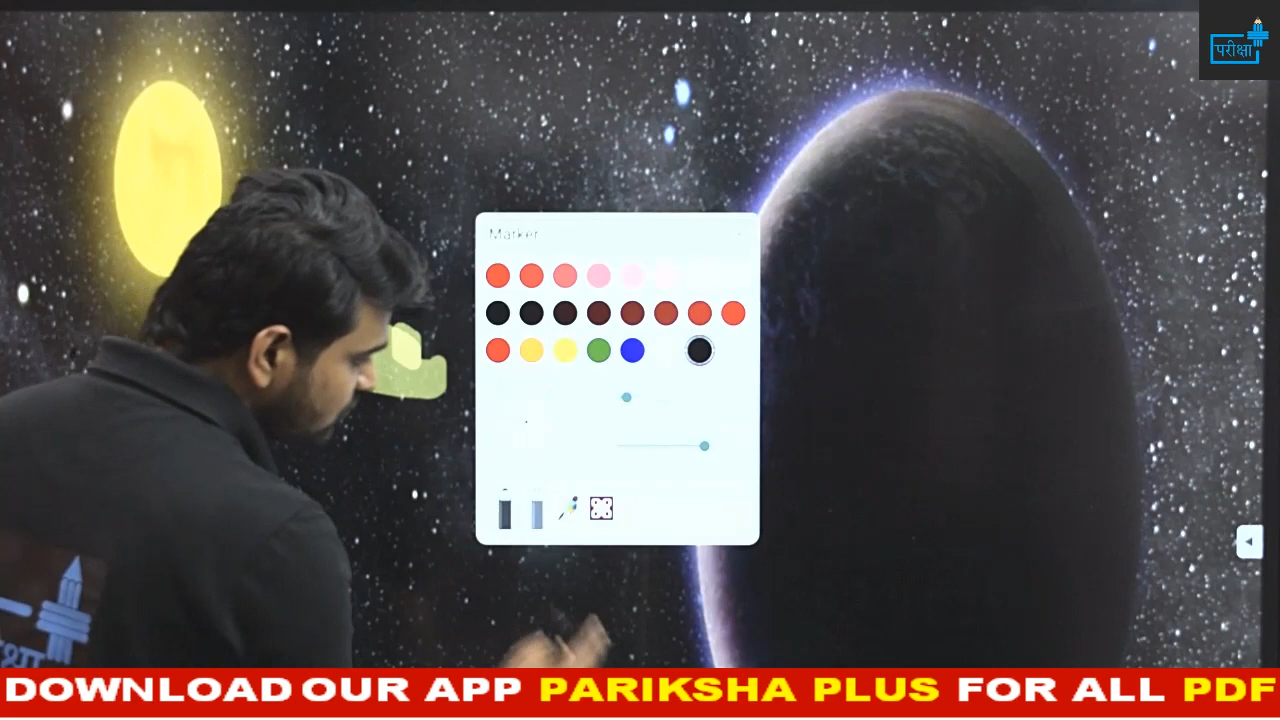 परीक्षा
Marker
DOWNLOAD OUR APP PARIKSHA PLUS FOR ALL PDF